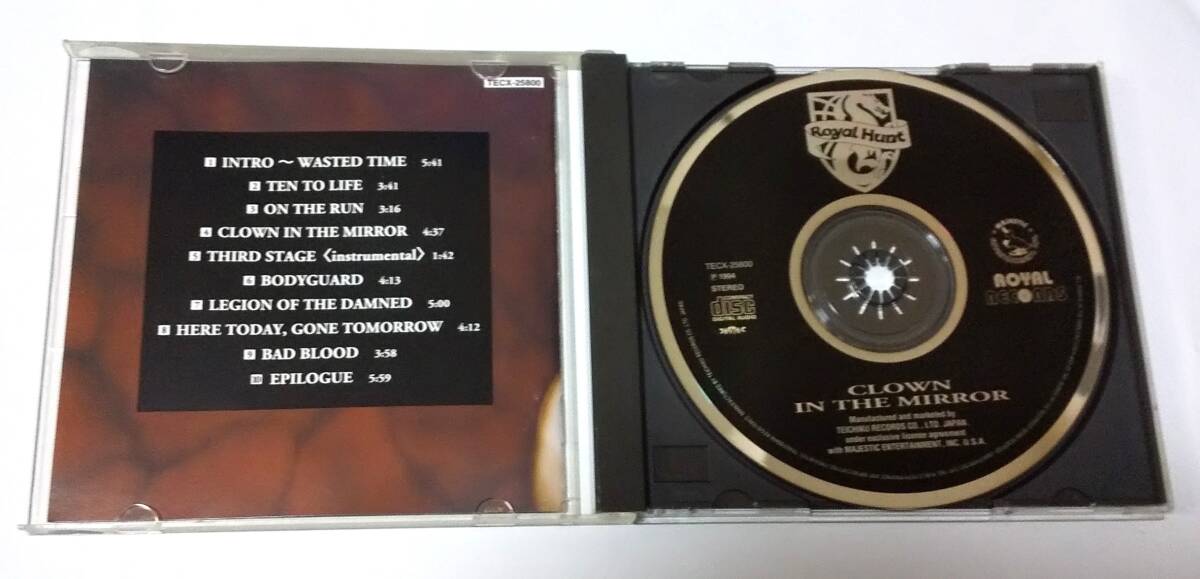 TECX-25800
1 INTRO ～ WASTED TIME 5:41
2 TEN TO LIFE 3:41
3 ON THE RUN 3:16
4 CLOWN IN THE MIRROR 4:37
5 THIRD STAGE 〈instrumental〉 1:42
6 BODYGUARD 4:13
7 LEGION OF THE DAMNED 5:00
8 HERE TODAY, GONE TOMORROW 4:12
9 BAD BLOOD 3:58
10 EPILOGUE 5:59
Royal Hunt
TECX-25800
P 1994
STEREO
COMPACT
disc
DIGITAL AUDIO
ROYAL
RECORDS
CLOWN
IN THE MIRROR
Manufactured and marketed by
TEICHIKU RECORDS CO., LTD. JAPAN
under exclusive license agreement
with MAJESTIC ENTERTAINMENT, INC. U.S.A.